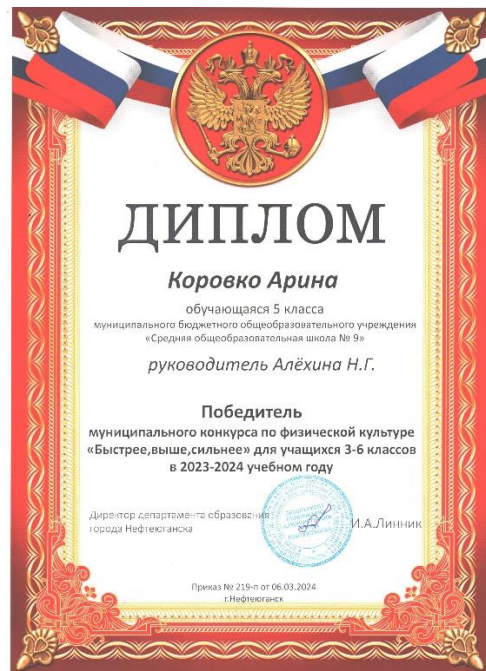 ДИПЛОМ
Коровко Арина
обучающаяся 5 класса
муниципального бюджетного общеобразовательного учреждения
«Средняя общеобразовательная школа № 9»
руководитель Алёхина Н.Г.
Победитель
муниципального конкурса по физической культуре
«Быстрее,выше,сильнее» для учащихся 3-6 классов
в 2023-2024 учебном году
Директор департамента образования
города Нефтеюганска
И.А.Линник
Приказ № 219-п от 06.03.2024
г.Нефтеюганск